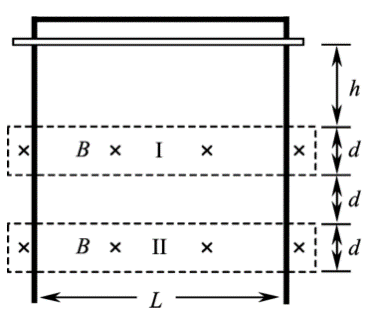 h
× B × I × × d
d
× B × II × × d
L